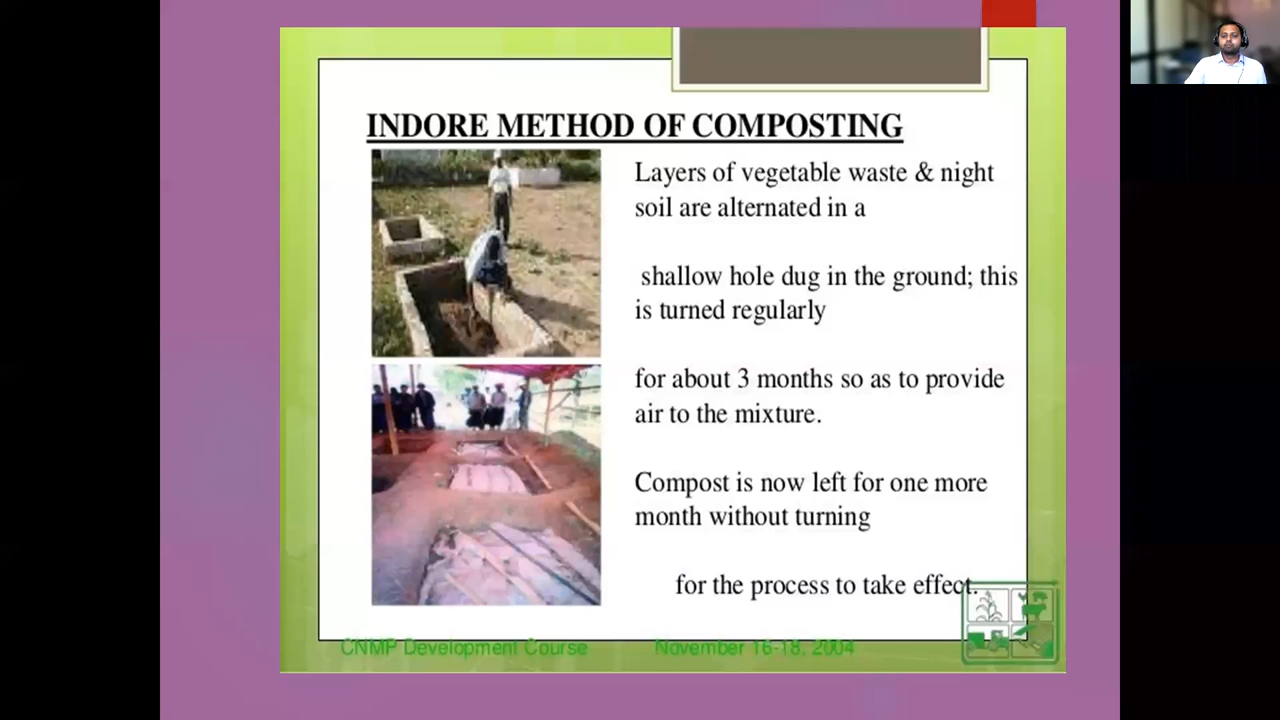 INDORE METHOD OF COMPOSTING
Layers of vegetable waste & night
soil are alternated in a
shallow hole dug in the ground; this
is turned regularly
for about 3 months so as to provide
air to the mixture.
Compost is now left for one more
month without turning
for the process to take effect.
CNMP Development Course November 16-18, 2004